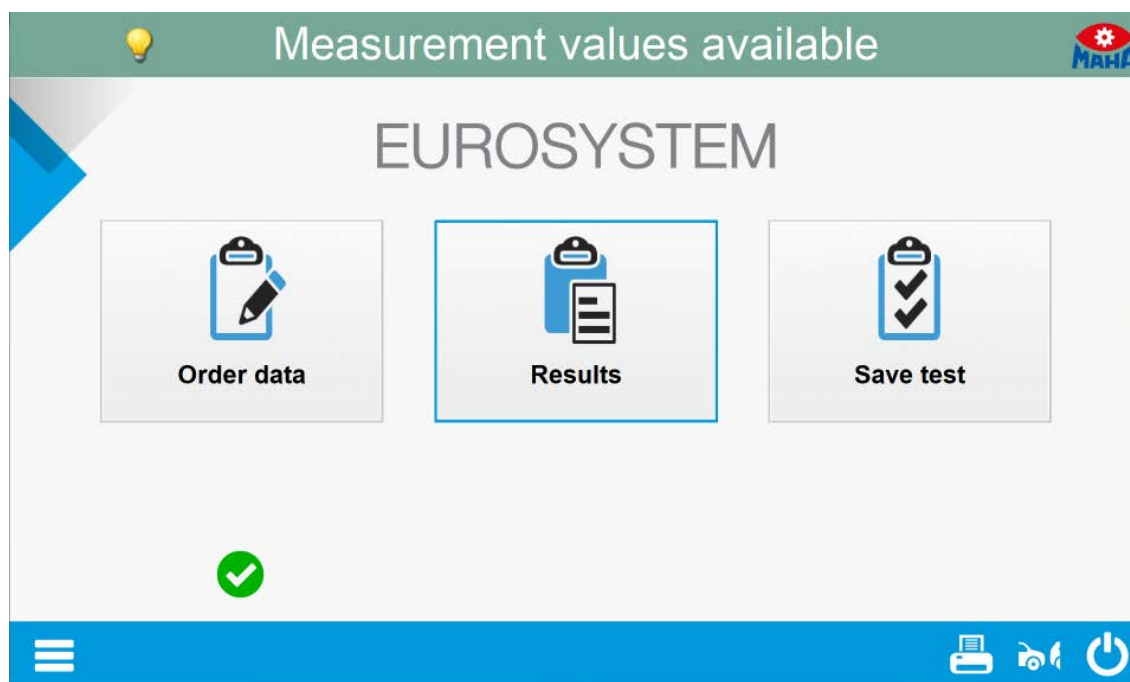 Measurement values available
MAHA
EUROSYSTEM
Order data
Results
Save test